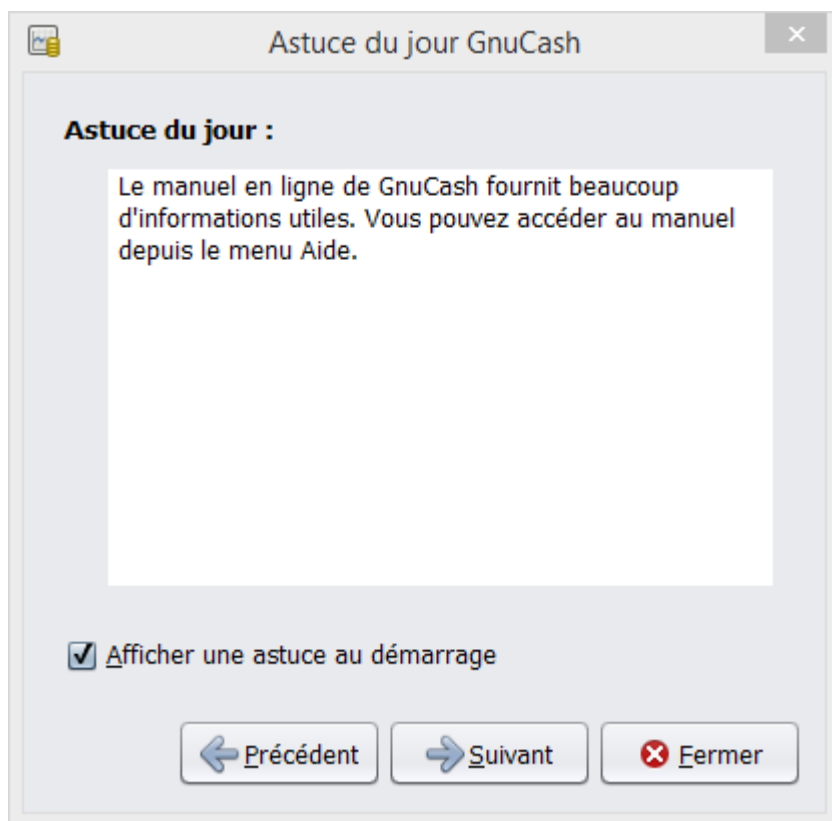 Astuce du jour GnuCash
Astuce du jour :
Le manuel en ligne de GnuCash fournit beaucoup
d'informations utiles. Vous pouvez accéder au manuel
depuis le menu Aide.
Afficher une astuce au démarrage
Précédent Suivant Fermer